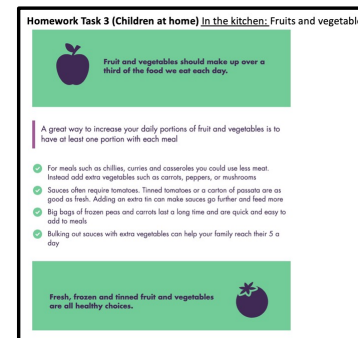 Homework Task 3 (Children at home) In the kitchen: Fruits and vegetabl
Fruit and vegetables should make up over a
third of the food we eat each day.
A great way to increase your daily portions of fruit and vegetables is to
have at least one portion with each meal
For meals such as chillies, curries and casseroles you could use less meat.
Instead add extra vegetables such as carrots, peppers, or mushrooms
Sauces often require tomatoes. Tinned tomatoes or a carton of passata are as
good as fresh. Adding an extra tin can make sauces go further and feed more
Big bags of frozen peas and carrots last a long time and are quick and easy to
add to meals
Bulking out sauces with extra vegetables can help your family reach their 5 a
day
Fresh, frozen and tinned fruit and vegetables
are all healthy choices.